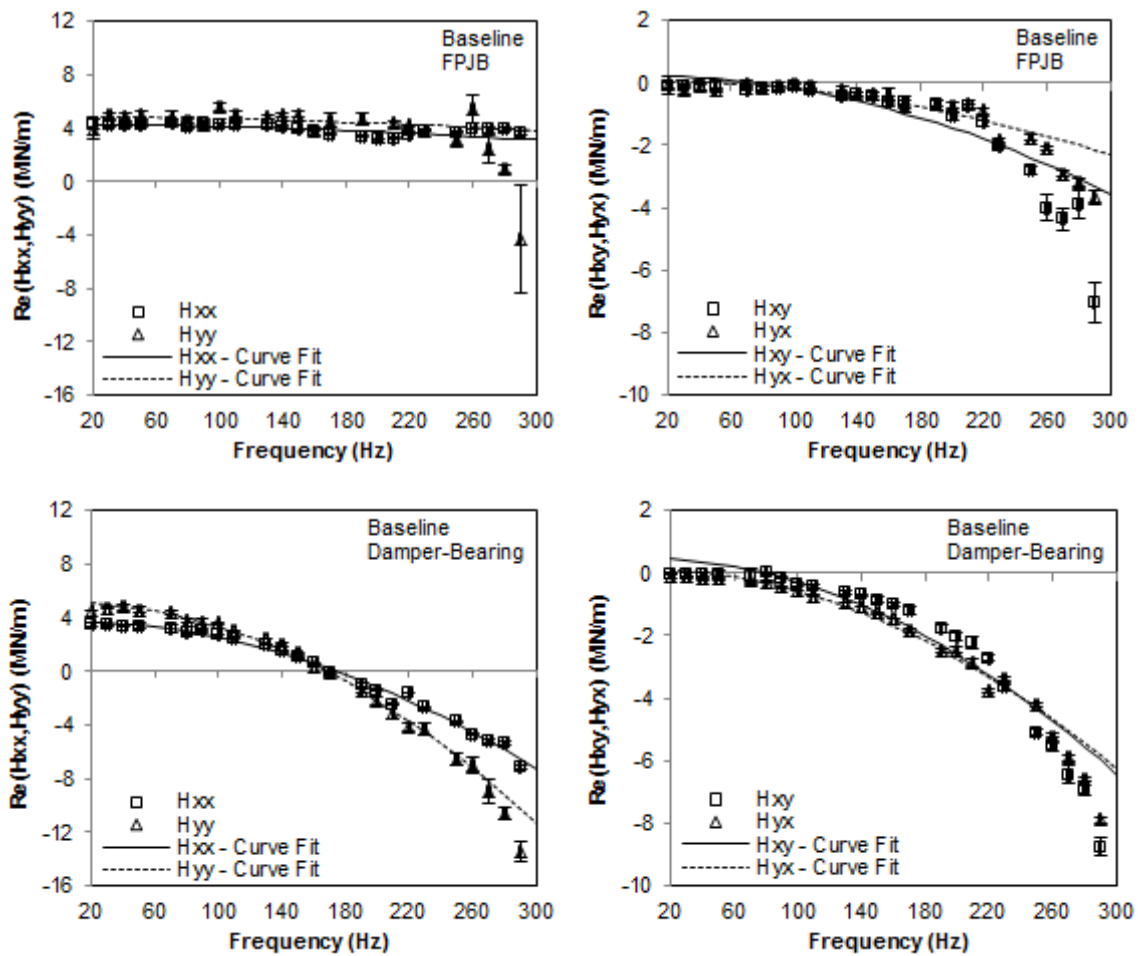 12
8
4
0
-4
-8
-12
-16
Re(Hxx,Hyy) (MN/m)
Baseline
FPJB
Hxx
Hyy
Hxx - Curve Fit
Hyy - Curve Fit
20 60 100 140 180 220 260 300
Frequency (Hz)
2
0
-2
-4
-6
-8
-10
Re(Hxy,Hyx) (MN/m)
Baseline
FPJB
Hxy
Hyx
Hxy - Curve Fit
Hyx - Curve Fit
20 60 100 140 180 220 260 300
Frequency (Hz)
12
8
4
0
-4
-8
-12
-16
Re(Hxx,Hyy) (MN/m)
Baseline
Damper-Bearing
Hxx
Hyy
Hxx - Curve Fit
Hyy - Curve Fit
20 60 100 140 180 220 260 300
Frequency (Hz)
2
0
-2
-4
-6
-8
-10
Re(Hxy,Hyx) (MN/m)
Baseline
Damper-Bearing
Hxy
Hyx
Hxy - Curve Fit
Hyx - Curve Fit
20 60 100 140 180 220 260 300
Frequency (Hz)